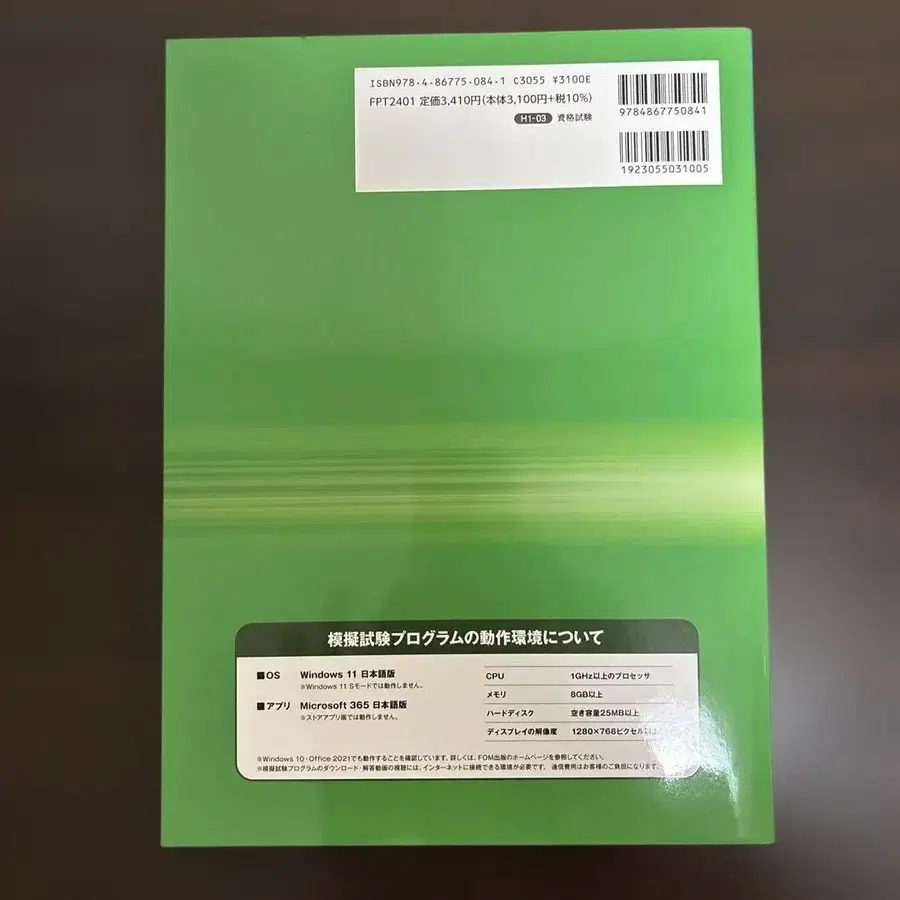 ISBN978-4-86775-084-1 C3055 ¥3100E
FPT2401 定価3,410円(本体3,100円+税10%)
H1-03 資格試験
9784867750841
1923055031005
模擬試験プログラムの動作環境について
■OS Windows 11 日本語版
※Windows 11 Sモードでは動作しません。
■アプリ Microsoft 365 日本語版
※ストアアプリ版では動作しません。
CPU 1GHz以上のプロセッサ
メモリ 8GB以上
ハードディスク 空き容量25MB以上
ディスプレイの解像度 1280×768ピクセル以上
※Windows 10・Office 2021でも動作することを確認しています。詳しくは、FOM出版のホームページを参照してください。
※模擬試験プログラムのダウンロード・解答動画の視聴には、インターネットに接続できる環境が必要です。 通信費用はお客様のご負担になります。